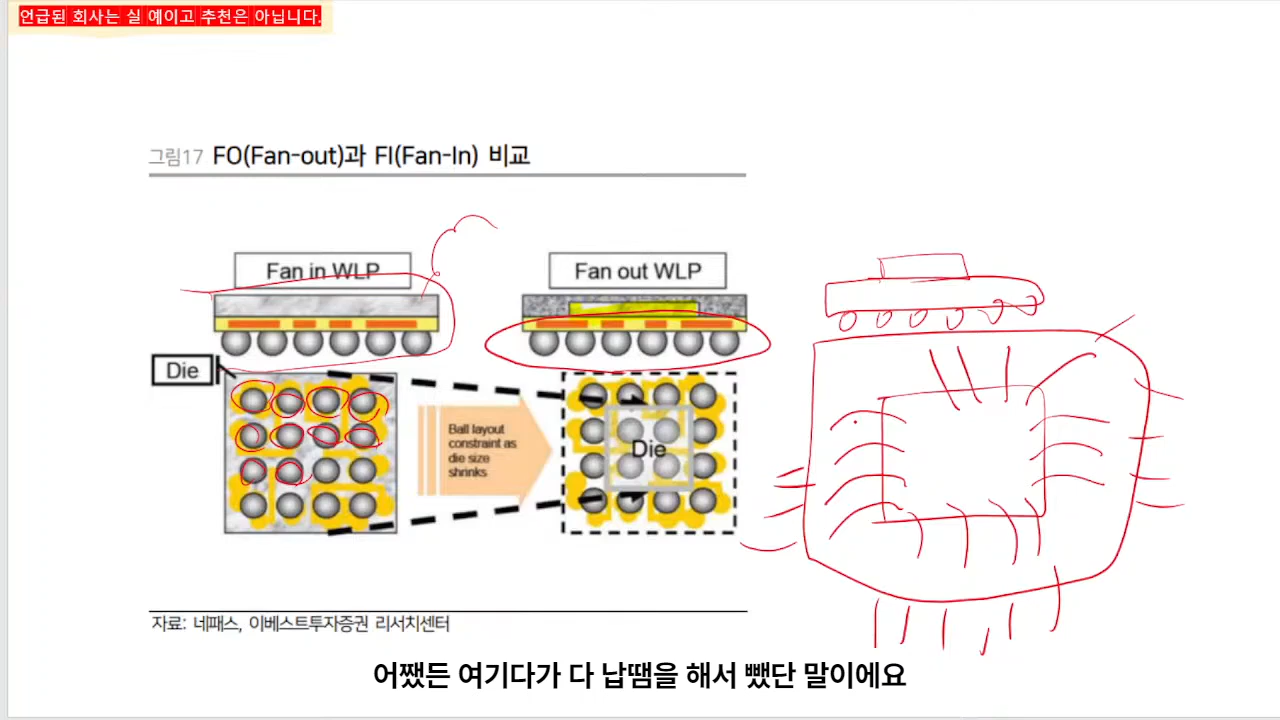 언급된 회사는 실 예이고 추천은 아닙니다.
그림17 FO(Fan-out)과 FI(Fan-In) 비교
Fan in WLP
Fan out WLP
Die
Ball layout
constraint as
die size
shrinks
Die
자료: 네패스, 이베스트투자증권 리서치센터
어쨌든 여기다가 다 납땜을 해서 뺐단 말이에요